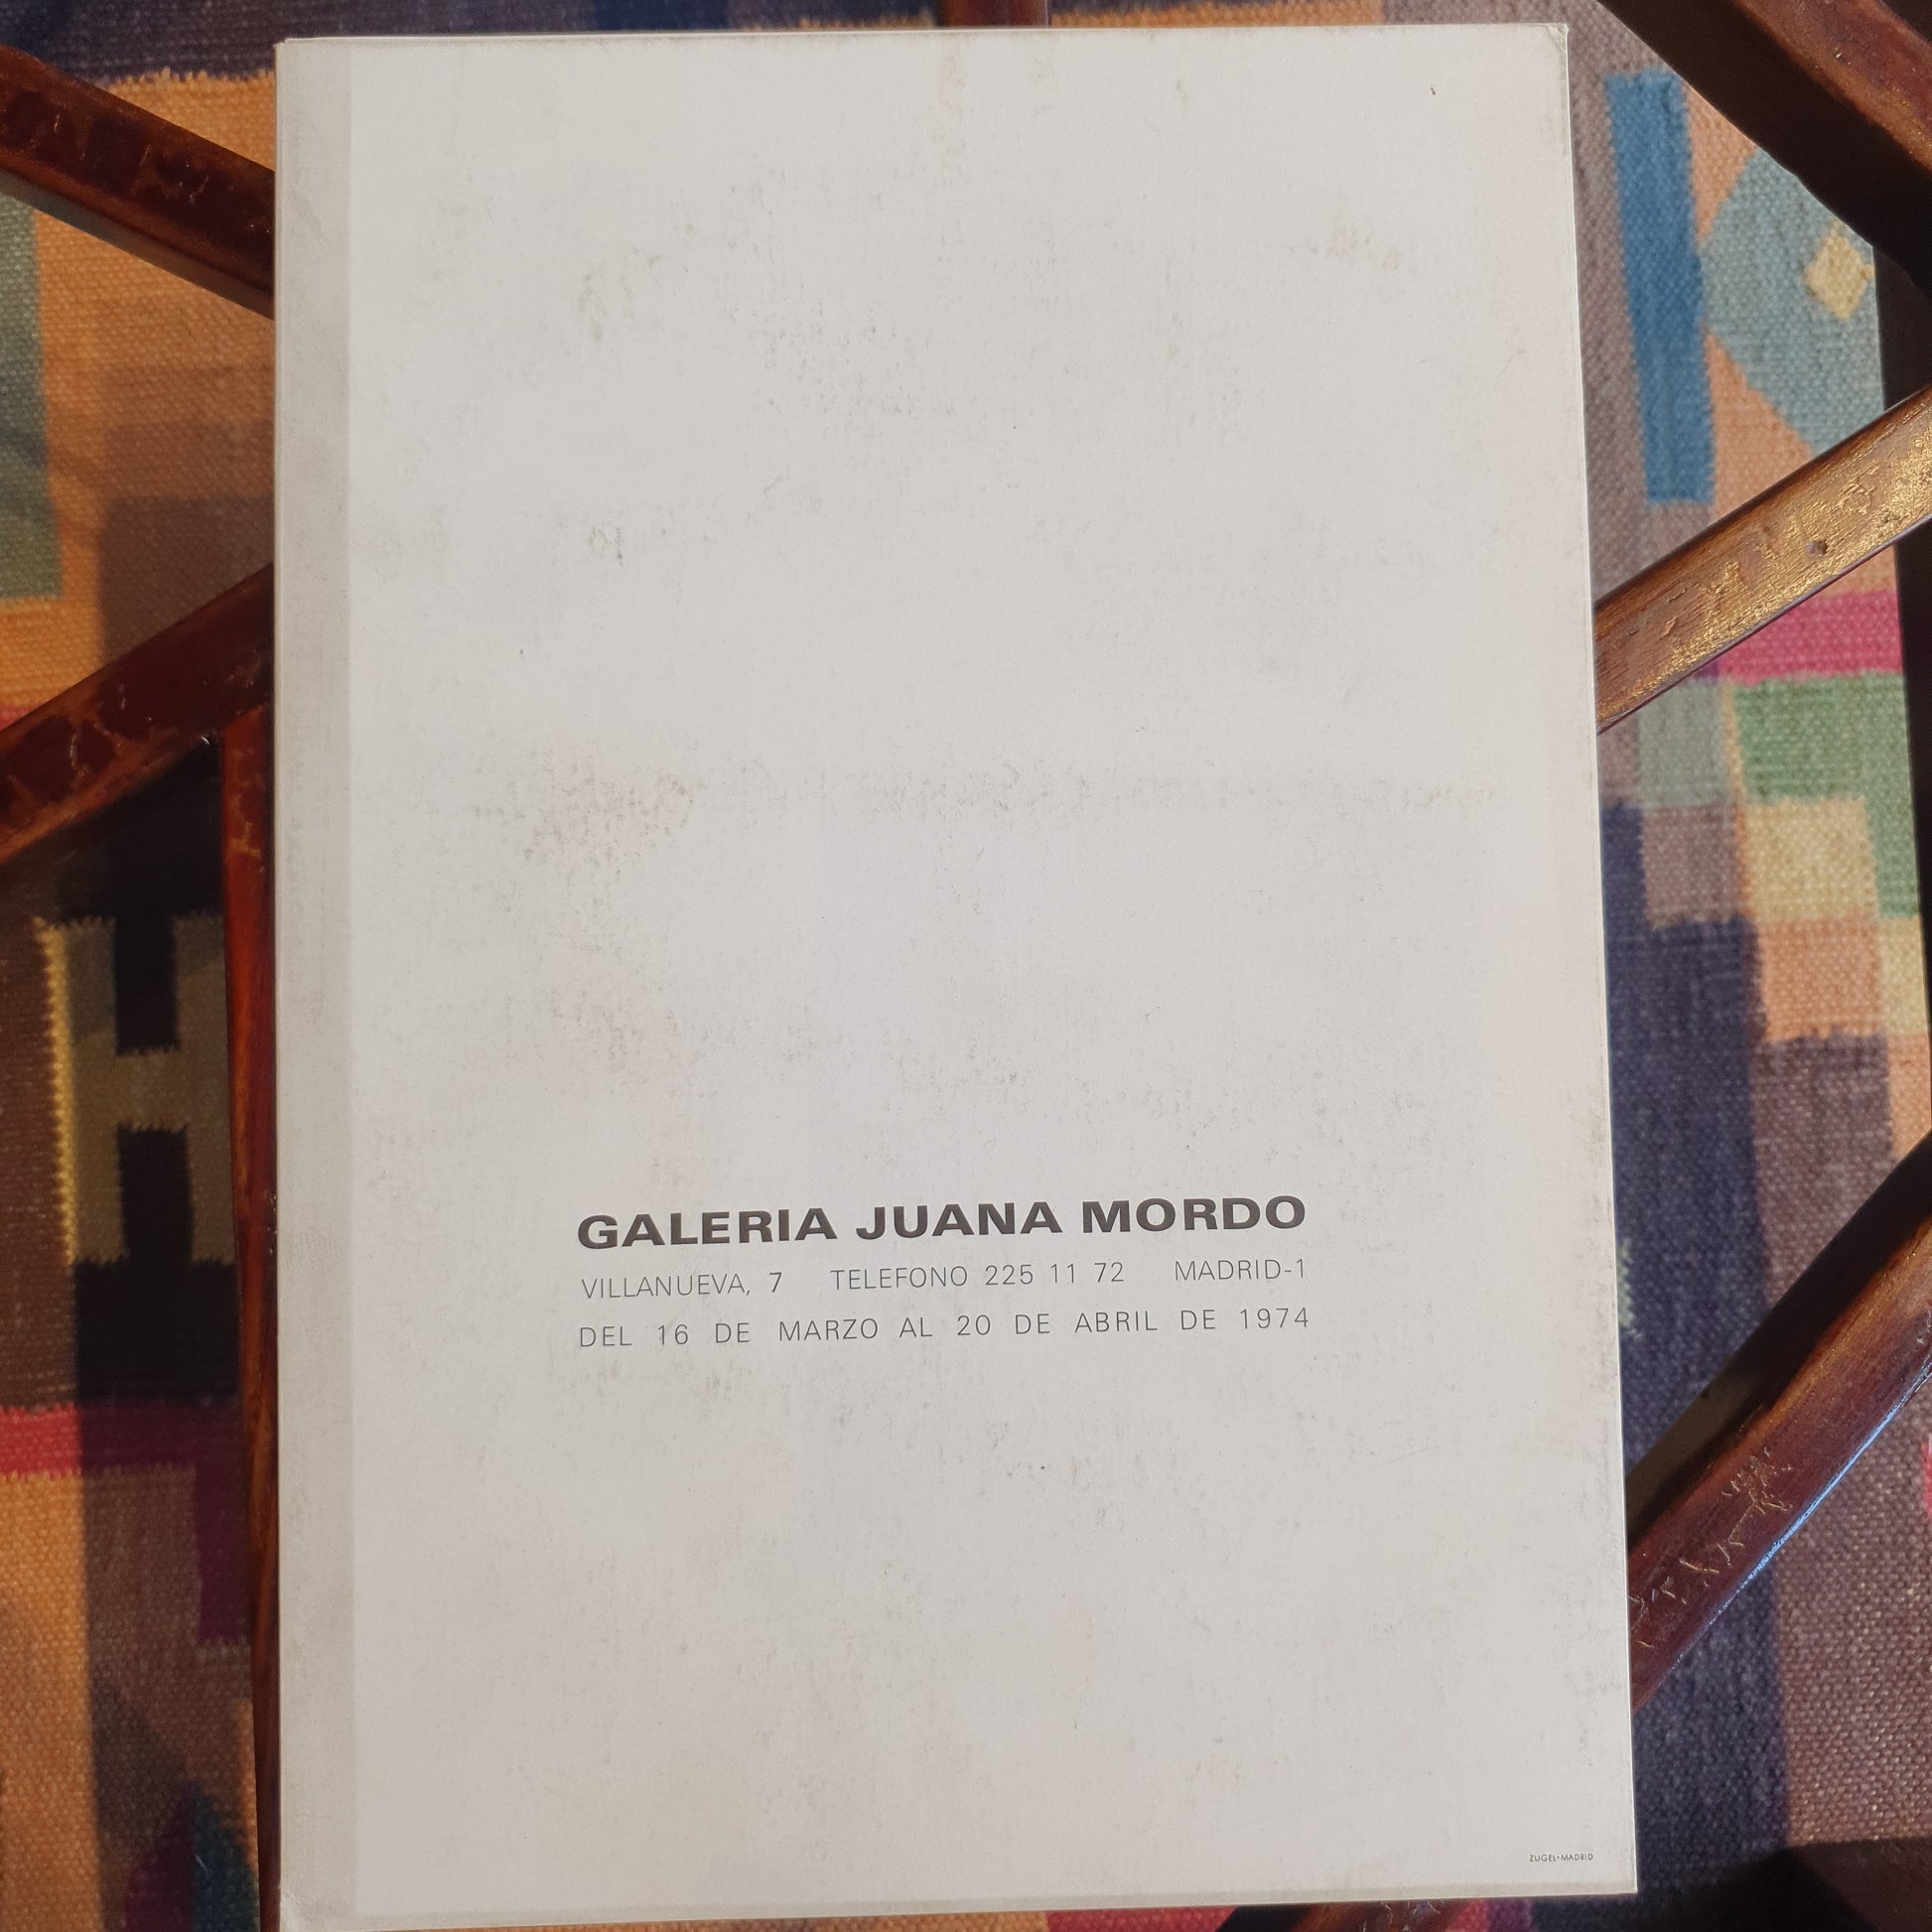 GALERIA JUANA MORDO
VILLANUEVA, 7 TELEFONO 225 11 72 MADRID-1
DEL 16 DE MARZO AL 20 DE ABRIL DE 1974
ZUGEL-MADRID